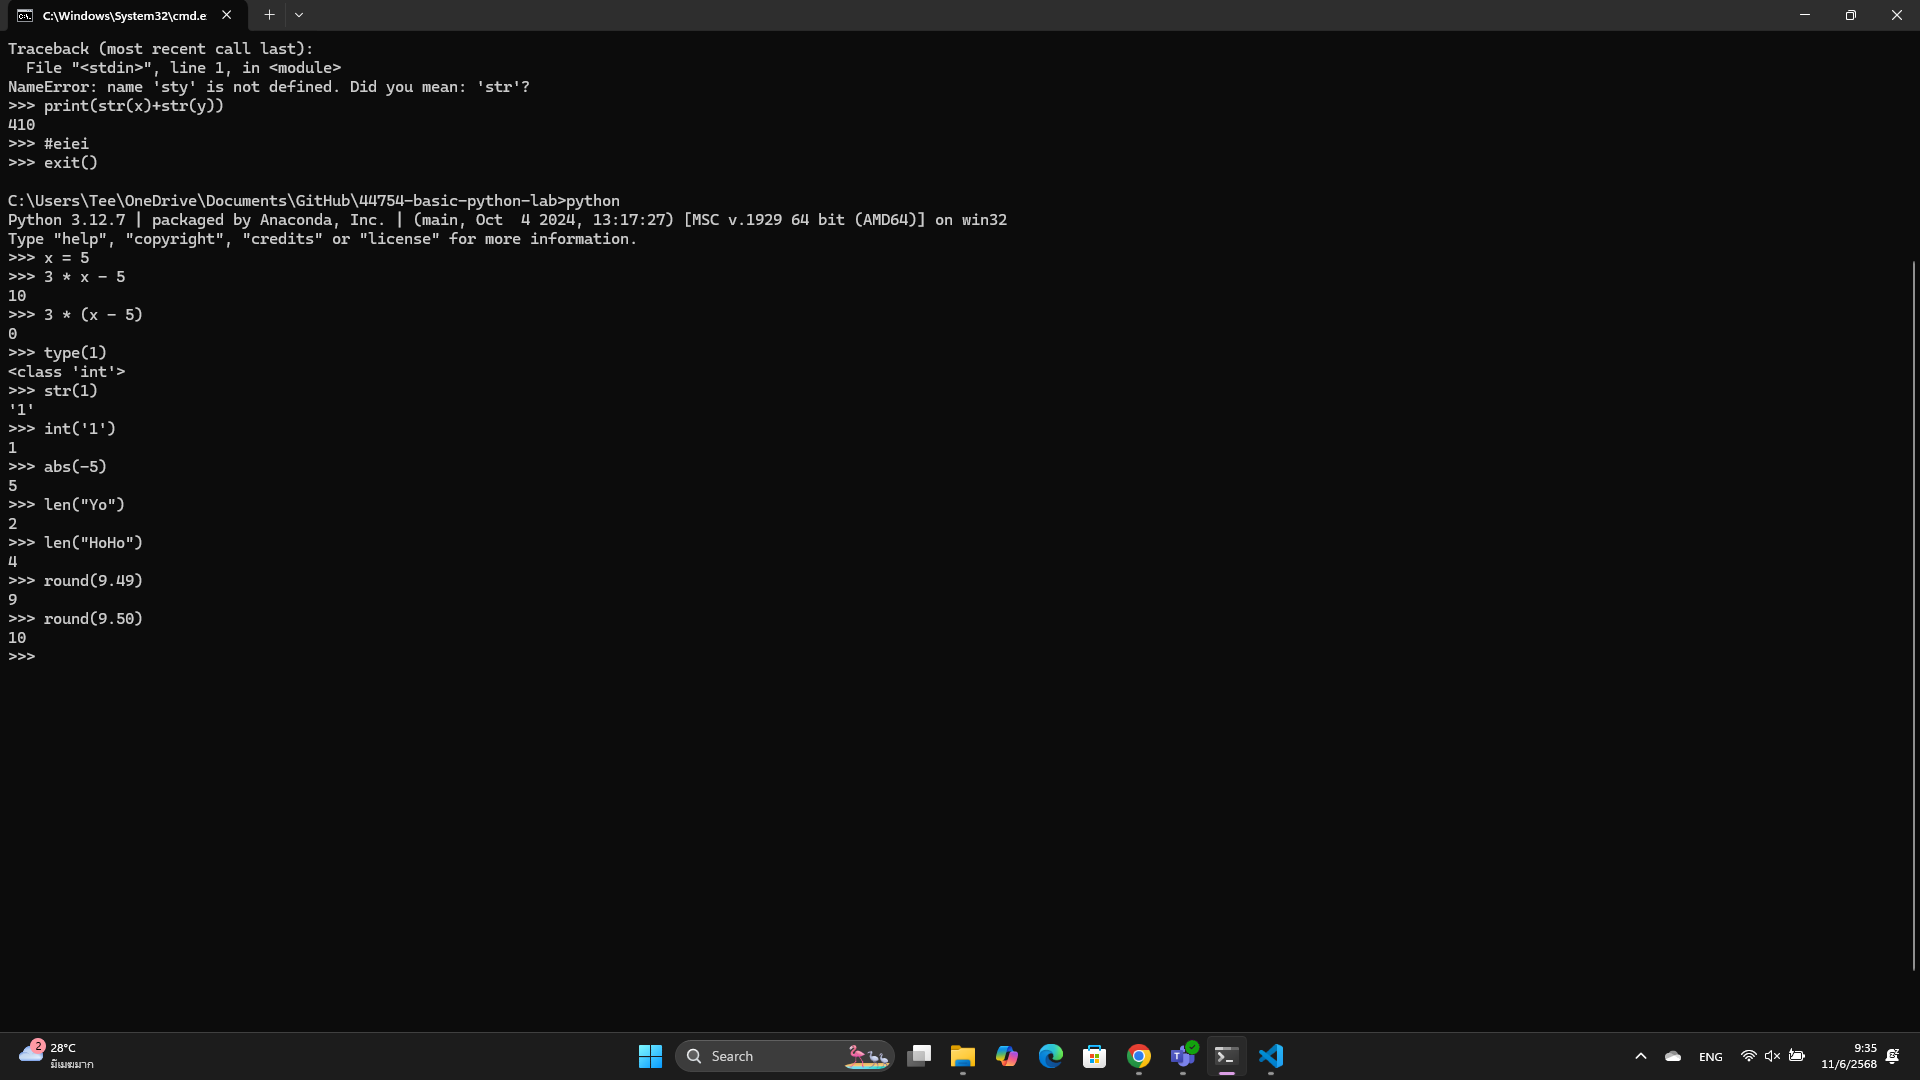 C:\Windows\System32\cmd.e
Traceback (most recent call last):
  File "<stdin>", line 1, in <module>
NameError: name 'sty' is not defined. Did you mean: 'str'?
>>> print(str(x)+str(y))
410
>>> #eiei
>>> exit()
C:\Users\Tee\OneDrive\Documents\GitHub\44754-basic-python-lab>python
Python 3.12.7 | packaged by Anaconda, Inc. | (main, Oct  4 2024, 13:17:27) [MSC v.1929 64 bit (AMD64)] on win32
Type "help", "copyright", "credits" or "license" for more information.
>>> x = 5
>>> 3 * x - 5
10
>>> 3 * (x - 5)
0
>>> type(1)
<class 'int'>
>>> str(1)
'1'
>>> int('1')
1
>>> abs(-5)
5
>>> len("Yo")
2
>>> len("HoHo")
4
>>> round(9.49)
9
>>> round(9.50)
10
>>>
2
28°C
มีเมฆมาก
Search
ENG
9:35
11/6/2568